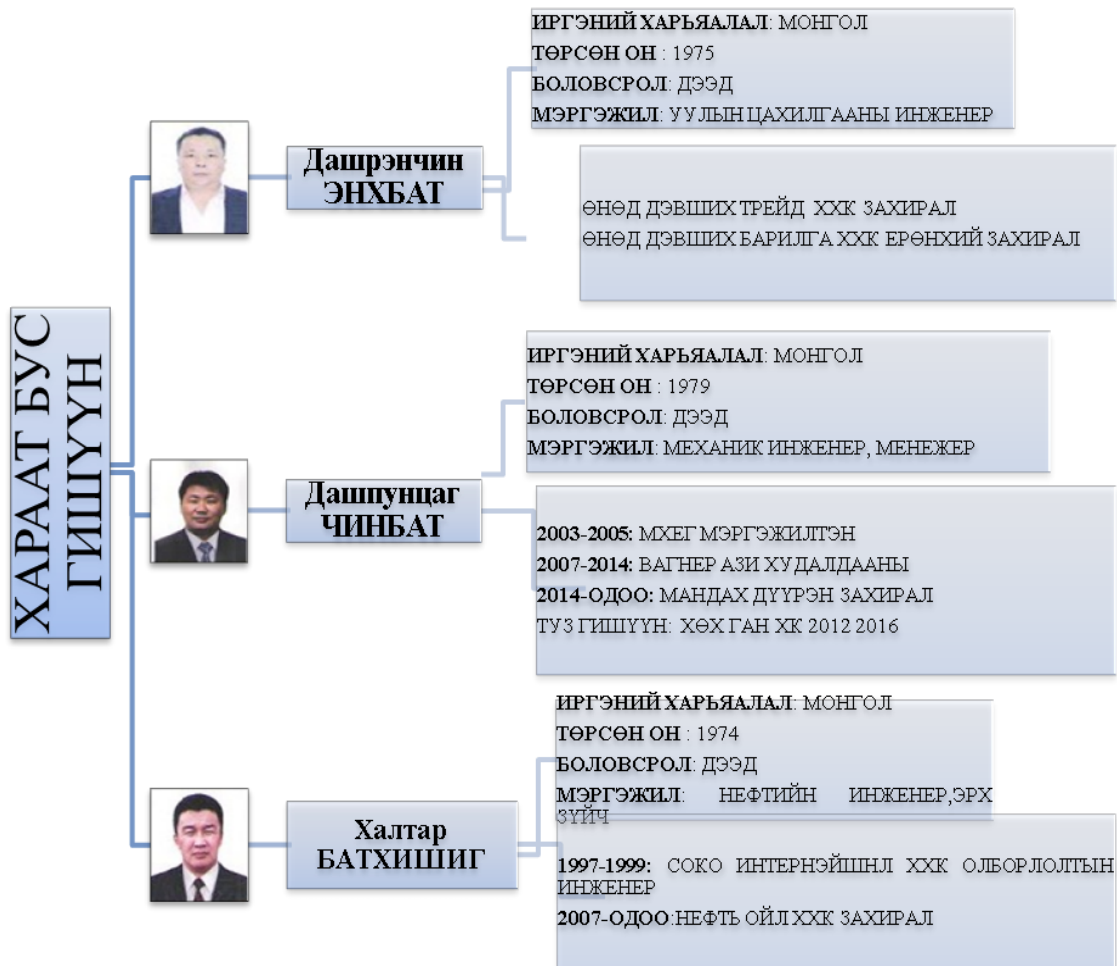 ХАРААТ БУС
ГИШҮҮН
Дашрэнчин
ЭНХБАТ
ИРГЭНИЙ ХАРЬЯАЛАЛ: МОНГОЛ
ТӨРСӨН ОН : 1975
БОЛОВСРОЛ: ДЭЭД
МЭРГЭЖИЛ: УУЛЫН ЦАХИЛГААНЫ ИНЖЕНЕР
ӨНӨД ДЭВШИХ ТРЕЙД ХХК ЗАХИРАЛ
ӨНӨД ДЭВШИХ БАРИЛГА ХХК ЕРӨНХИЙ ЗАХИРАЛ
Дашпунцаг
ЧИНБАТ
ИРГЭНИЙ ХАРЬЯАЛАЛ: МОНГОЛ
ТӨРСӨН ОН : 1979
БОЛОВСРОЛ: ДЭЭД
МЭРГЭЖИЛ: МЕХАНИК ИНЖЕНЕР, МЕНЕЖЕР
2003-2005: МХЕГ МЭРГЭЖИЛТЭН
2007-2014: ВАГНЕР АЗИ ХУДАЛДААНЫ
2014-ОДОО: МАНДАХ ДҮҮРЭН ЗАХИРАЛ
ТУЗ ГИШҮҮН: ХӨХ ГАН ХК 2012 2016
Халтар
БАТХИШИГ
ИРГЭНИЙ ХАРЬЯАЛАЛ: МОНГОЛ
ТӨРСӨН ОН : 1974
БОЛОВСРОЛ: ДЭЭД
МЭРГЭЖИЛ: НЕФТИЙН ИНЖЕНЕР,ЭРХ
ЗҮЙЧ
1997-1999: СОКО ИНТЕРНЭЙШНЛ ХХК ОЛБОРЛОЛТЫН
ИНЖЕНЕР
2007-ОДОО:НЕФТЬ ОЙЛ ХХК ЗАХИРАЛ